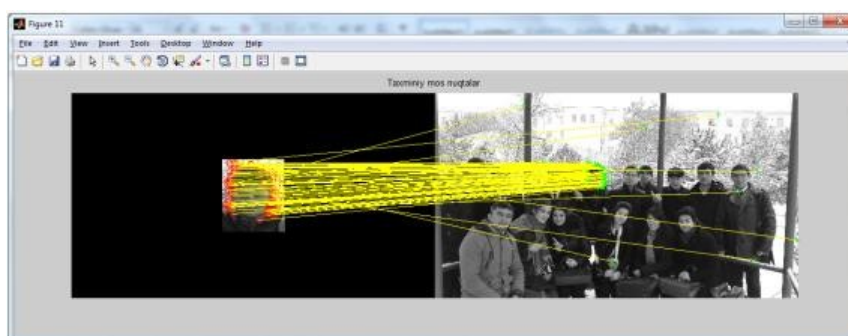 Figure 11
File Edit View Insert Tools Desktop Window Help
Taxminiy mos nuqtalar